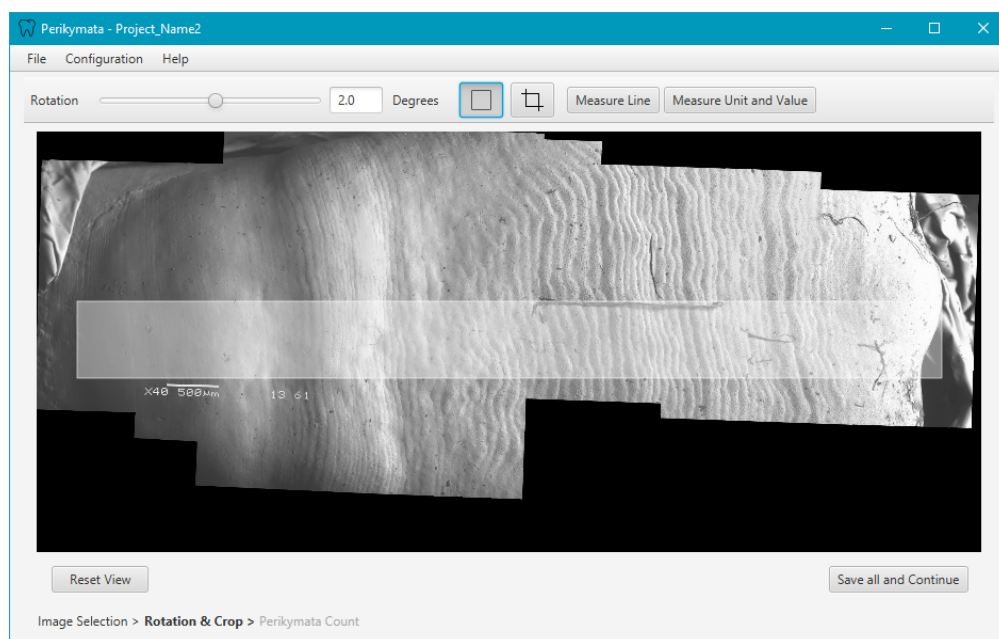 Perikymata - Project_Name2
File Configuration Help
Rotation 2.0 Degrees Measure Line Measure Unit and Value
X40 500µm 13 61
Reset View Save all and Continue
Image Selection > Rotation & Crop > Perikymata Count